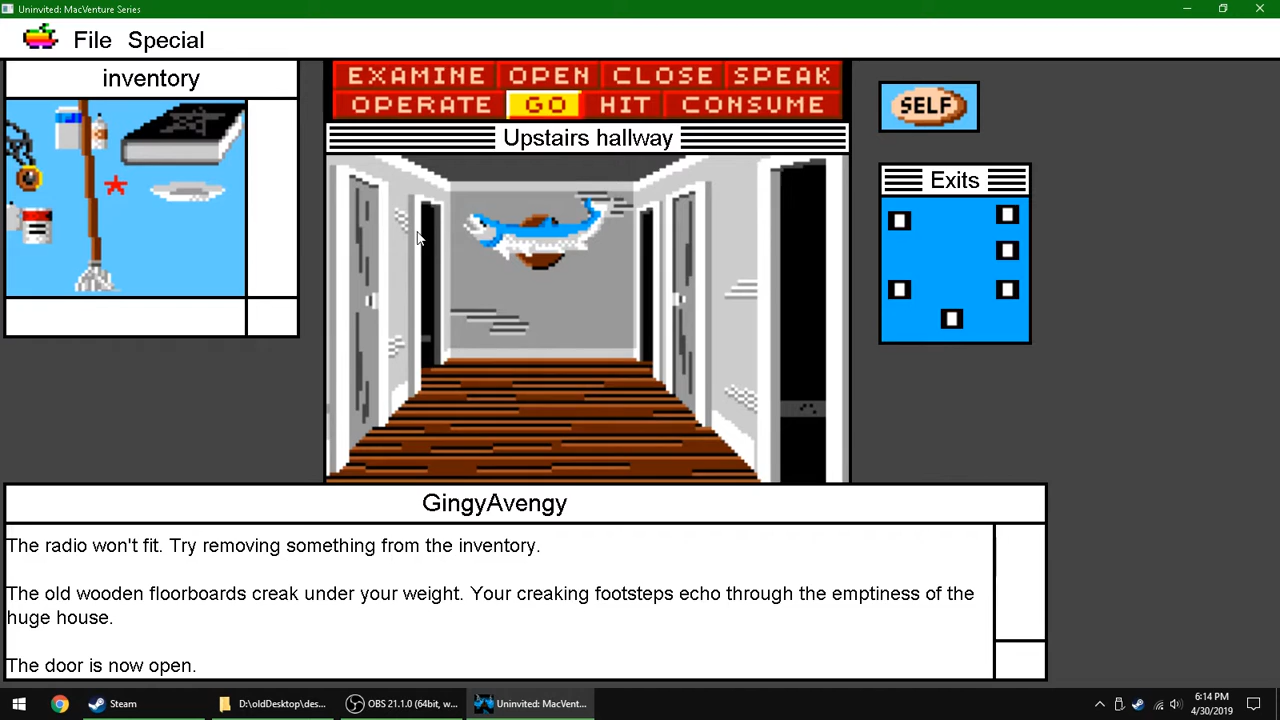 Uninvited: MacVenture Series
File Special
inventory
EXAMINE OPEN CLOSE SPEAK
OPERATE GO HIT CONSUME
SELF
Upstairs hallway
Exits
GingyAvengy
The radio won't fit. Try removing something from the inventory.
The old wooden floorboards creak under your weight. Your creaking footsteps echo through the emptiness of the
huge house.
The door is now open.
Steam
D:\oldDesktop\des...
OBS 21.1.0 (64bit, w...
Uninvited: MacVent...
6:14 PM
4/30/2019